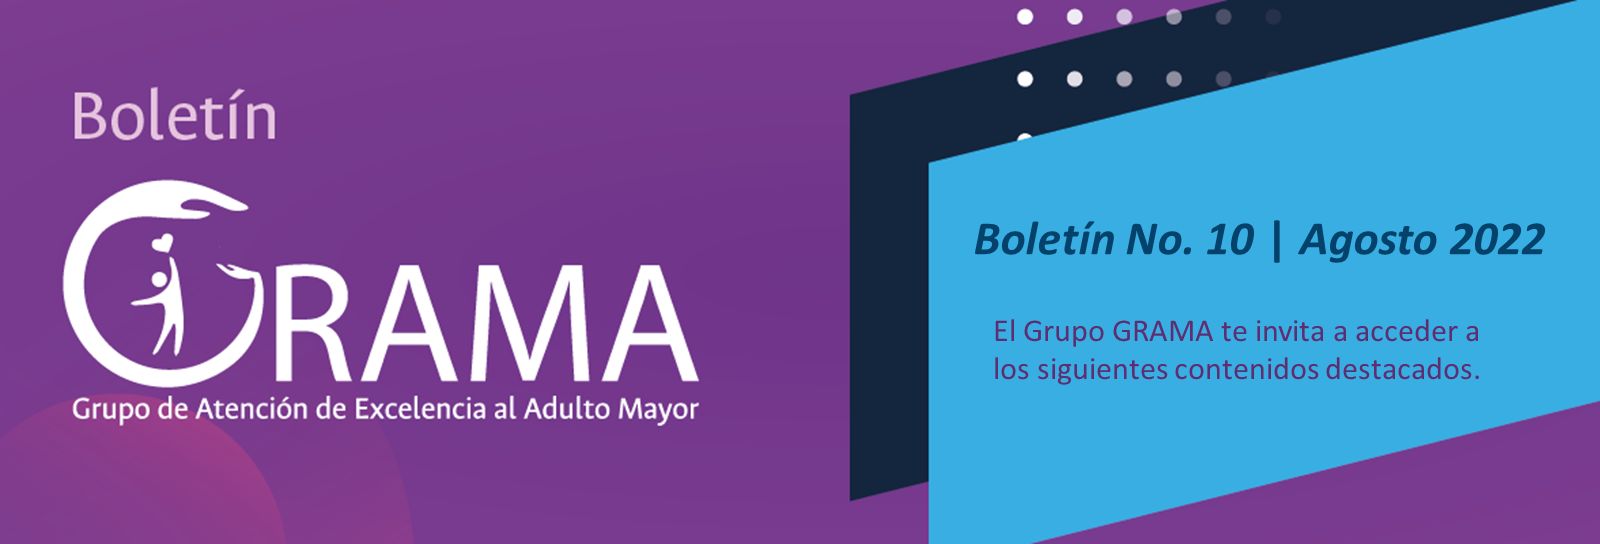 Boletín
GRAMA
Grupo de Atención de Excelencia al Adulto Mayor
Boletín No. 10 | Agosto 2022
El Grupo GRAMA te invita a acceder a
los siguientes contenidos destacados.